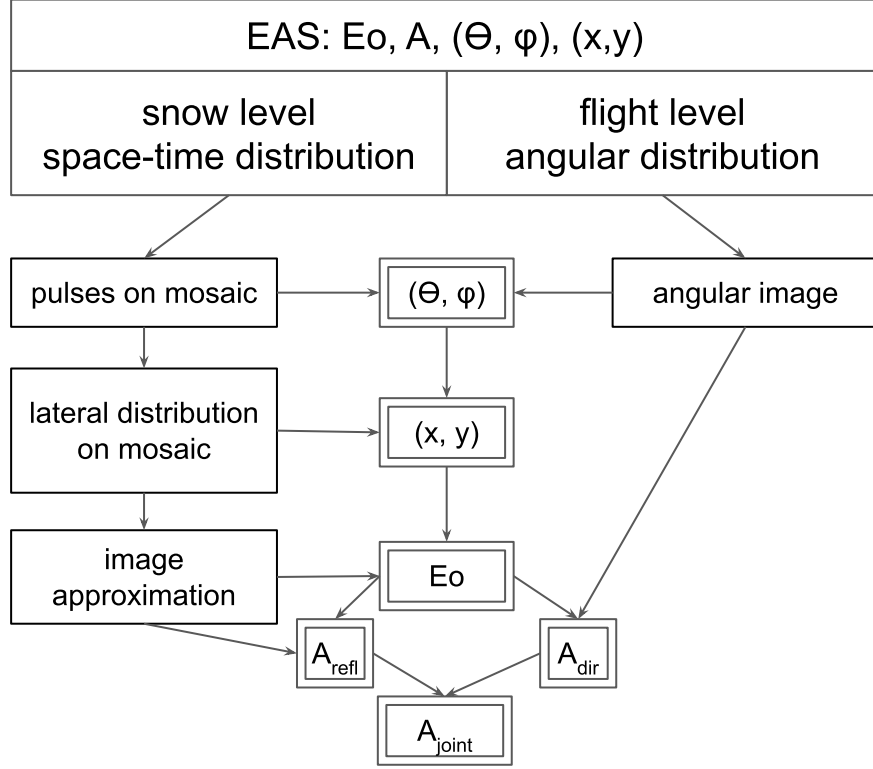 EAS: Eo, A, (Ɵ, φ), (x,y)
snow level
space-time distribution
flight level
angular distribution
pulses on mosaic
(Ɵ, φ)
angular image
lateral distribution
on mosaic
(x, y)
image
approximation
Eo
A_refl
A_dir
A_joint